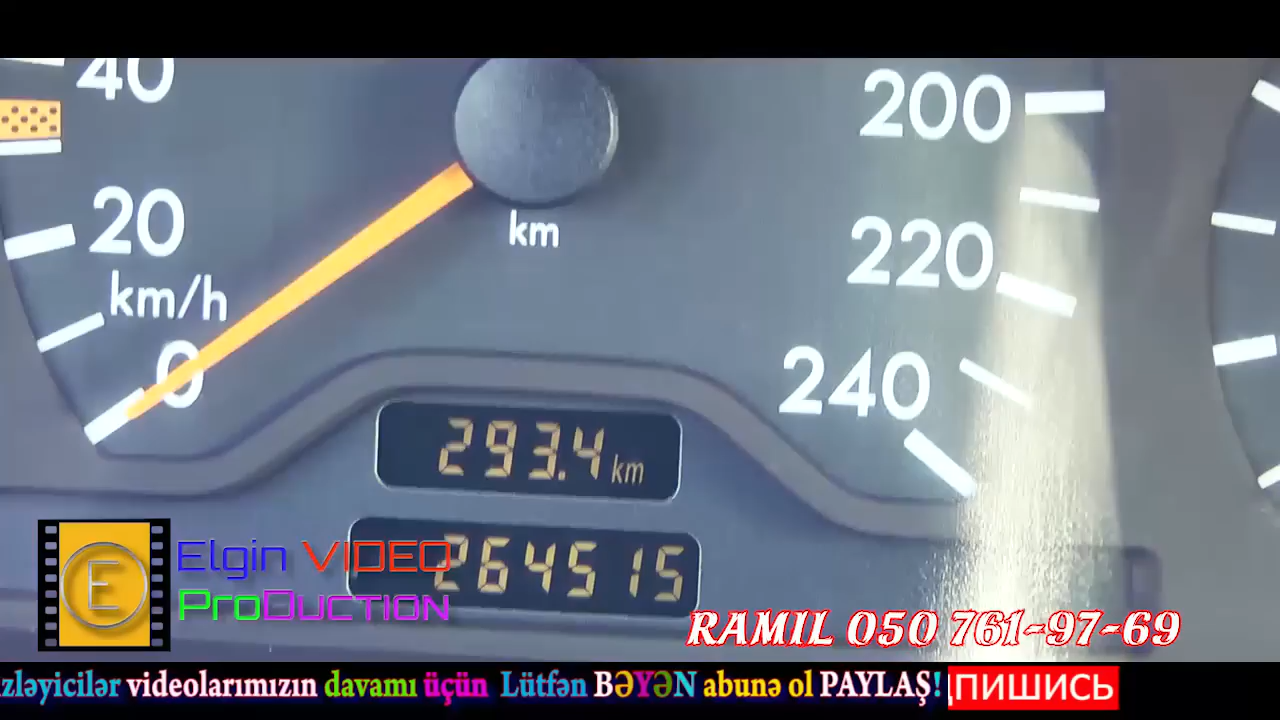 40
200
20
km
220
km/h
0
240
293.4 km
264515
E
Elgin VIDEO
ProDUCTION
RAMIL 050 761-97-69
zləyicilər videolarımızın davamı üçün Lütfən BƏYƏN abunə ol PAYLAŞ!
ПИШИСЬ